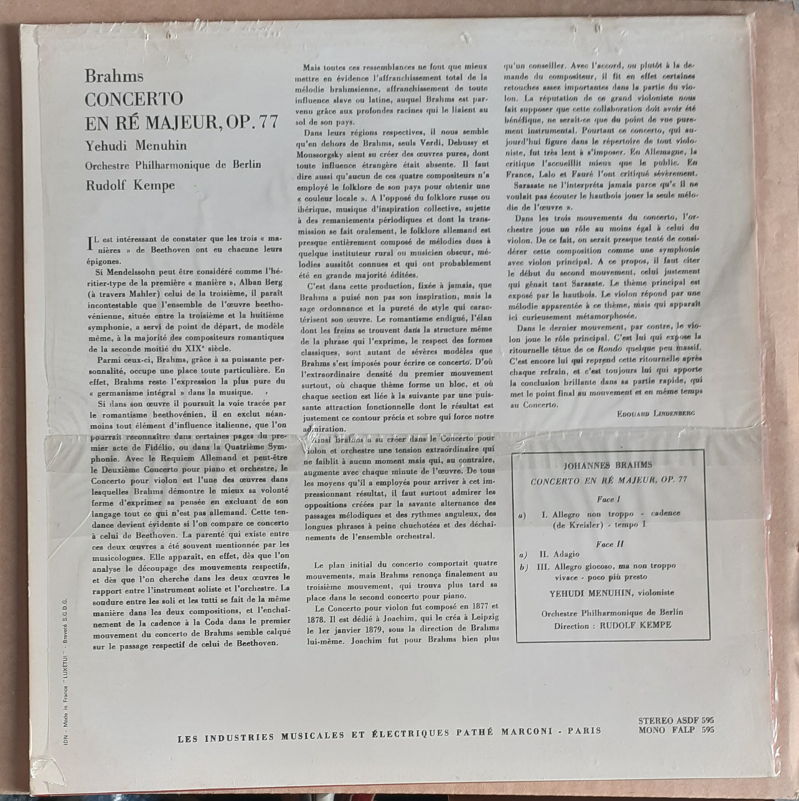 Brahms
CONCERTO
EN RÉ MAJEUR, OP. 77
Yehudi Menuhin
Orchestre Philharmonique de Berlin
Rudolf Kempe
IL est intéressant de constater que les trois « ma-
nières » de Beethoven ont eu chacune leurs
épigones.
Si Mendelssohn peut être considéré comme l'hé-
ritier-type de la première « manière », Alban Berg
(à travers Mahler) celui de la troisième, il paraît
incontestable que l'ensemble de l'œuvre beetho-
vénienne, située entre la troisième et la huitième
symphonie, a servi de point de départ, de modèle
même, à la majorité des compositeurs romantiques
de la seconde moitié du XIXᵉ siècle.
Parmi ceux-ci, Brahms, grâce à sa puissante per-
sonnalité, occupe une place toute particulière. En
effet, Brahms reste l'expression la plus pure du
« germanisme intégral » dans la musique.
Si dans son œuvre il poursuit la voie tracée par
le romantisme beethovénien, il en exclut néan-
moins tout élément d'influence italienne, que l'on
pourrait reconnaître dans certaines pages du pre-
mier acte de Fidélio, ou dans la Quatrième Sym-
phonie. Avec le Requiem Allemand et peut-être
le Deuxième Concerto pour piano et orchestre, le
Concerto pour violon est l'une des œuvres dans
lesquelles Brahms démontre le mieux sa volonté
ferme d'exprimer sa pensée en excluant de son
langage tout ce qui n'est pas allemand. Cette ten-
dance devient évidente si l'on compare ce concerto
à celui de Beethoven. La parenté qui existe entre
ces deux œuvres a été souvent mentionnée par les
musicologues. Elle apparaît, en effet, dès que l'on
analyse le découpage des mouvements respectifs,
et dès que l'on cherche dans les deux œuvres le
rapport entre l'instrument soliste et l'orchestre. La
soudure entre les soli et les tutti se fait de la même
manière dans les deux compositions, et l'enchaî-
nement de la cadence à la Coda dans le premier
mouvement du concerto de Brahms semble calqué
sur le passage respectif de celui de Beethoven.
Mais toutes ces ressemblances ne font que mieux
mettre en évidence l'affranchissement total de la
mélodie brahmsienne, affranchissement de toute
influence slave ou latine, auquel Brahms est par-
venu grâce aux profondes racines qui le liaient au
sol de son pays.
Dans leurs régions respectives, il nous semble
qu'en dehors de Brahms, seuls Verdi, Debussy et
Moussorgsky aient su créer des œuvres pures, dont
toute influence étrangère était absente. Il faut
dire aussi qu'aucun de ces quatre compositeurs n'a
employé le folklore de son pays pour obtenir une
« couleur locale ». A l'opposé du folklore russe ou
ibérique, musique d'inspiration collective, sujette
à des remaniements périodiques et dont la trans-
mission se fait oralement, le folklore allemand est
presque entièrement composé de mélodies dues à
quelque instituteur rural ou musicien obscur, mé-
lodies aussitôt connues et qui ont probablement
été en grande majorité éditées.
C'est dans cette production, fixée à jamais, que
Brahms a puisé non pas son inspiration, mais la
sage ordonnance et la pureté de style qui carac-
térisent son œuvre. Le romantisme endigué, l'élan
dont les freins se trouvent dans la structure même
de la phrase qui l'exprime, le respect des formes
classiques, sont autant de sévères modèles que
Brahms s'est imposés pour écrire ce concerto. D'où
l'extraordinaire densité du premier mouvement
surtout, où chaque thème forme un bloc, et où
chaque section est liée à la suivante par une puis-
sante attraction fonctionnelle dont le résultat est
justement ce contour précis et sobre qui force notre
admiration.
Ainsi Brahms a su créer dans le Concerto pour
violon et orchestre une tension extraordinaire qui
ne faiblit à aucun moment mais qui, au contraire,
augmente avec chaque minute de l'œuvre. De tous
les moyens qu'il a employés pour arriver à cet im-
pressionnant résultat, il faut surtout admirer les
oppositions créées par la savante alternance des
passages mélodiques et des rythmes anguleux, des
longues phrases à peine chuchotées et des déchaî-
nements de l'ensemble orchestral.
Le plan initial du concerto comportait quatre
mouvements, mais Brahms renonça finalement au
troisième mouvement, qui trouva plus tard sa
place dans le second concerto pour piano.
Le Concerto pour violon fut composé en 1877 et
1878. Il est dédié à Joachim, qui le créa à Leipzig
le 1er janvier 1879, sous la direction de Brahms
lui-même. Joachim fut pour Brahms bien plus
qu'un conseiller. Avec l'accord, ou plutôt à la de-
mande du compositeur, il fit en effet certaines
retouches assez importantes dans la partie du vio-
lon. La réputation de ce grand violoniste nous
fait supposer que cette collaboration doit avoir été
bénéfique, ne serait-ce que du point de vue pure-
ment instrumental. Pourtant ce concerto, qui au-
jourd'hui figure dans le répertoire de tout violo-
niste, fut très lent à s'imposer. En Allemagne, la
critique l'accueillit mieux que le public. En
France, Lalo et Fauré l'ont critiqué sévèrement.
Sarasate ne l'interpréta jamais parce qu'« il ne
voulait pas écouter le hautbois jouer la seule mélo-
die de l'œuvre ».
Dans les trois mouvements du concerto, l'or-
chestre joue un rôle au moins égal à celui du
violon. De ce fait, on serait presque tenté de consi-
dérer cette composition comme une symphonie
avec violon principal. A ce propos, il faut citer
le début du second mouvement, celui justement
qui gênait tant Sarasate. Le thème principal est
exposé par le hautbois. Le violon répond par une
mélodie apparentée à ce thème, mais qui apparaît
ici curieusement métamorphosée.
Dans le dernier mouvement, par contre, le vio-
lon joue le rôle principal. C'est lui qui expose la
ritournelle têtue de ce Rondo quelque peu massif.
C'est encore lui qui reprend cette ritournelle après
chaque refrain, et c'est toujours lui qui apporte
la conclusion brillante dans sa partie rapide, qui
met le point final au mouvement et en même temps
au Concerto.
EDOUARD LINDENBERG
JOHANNES BRAHMS
CONCERTO EN RÉ MAJEUR, OP. 77
Face I
a) I. Allegro non troppo - cadence
(de Kreisler) - tempo I
Face II
a) II. Adagio
b) III. Allegro giocoso, ma non troppo
vivace - poco più presto
YEHUDI MENUHIN, violoniste
Orchestre Philharmonique de Berlin
Direction : RUDOLF KEMPE
IDN - Made in France "LUXETUI" - Breveté S.G.D.G.
LES INDUSTRIES MUSICALES ET ÉLECTRIQUES PATHÉ MARCONI - PARIS
STEREO ASDF 595
MONO FALP 595